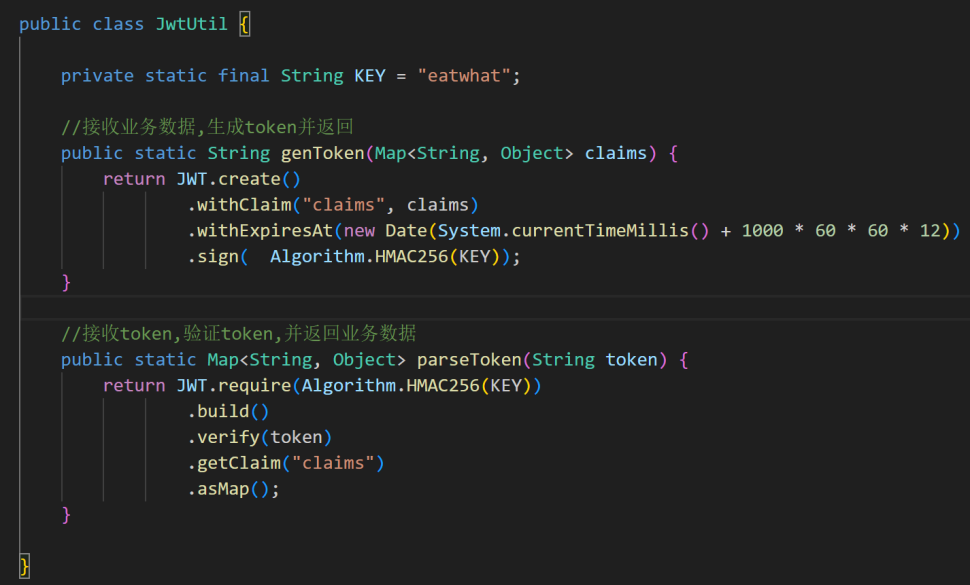 public class JwtUtil {
private static final String KEY = "eatwhat";
//接收业务数据,生成token并返回
public static String genToken(Map<String, Object> claims) {
return JWT.create()
.withClaim("claims", claims)
.withExpiresAt(new Date(System.currentTimeMillis() + 1000 * 60 * 60 * 12))
.sign(  Algorithm.HMAC256(KEY));
}
//接收token,验证token,并返回业务数据
public static Map<String, Object> parseToken(String token) {
return JWT.require(Algorithm.HMAC256(KEY))
.build()
.verify(token)
.getClaim("claims")
.asMap();
}
}